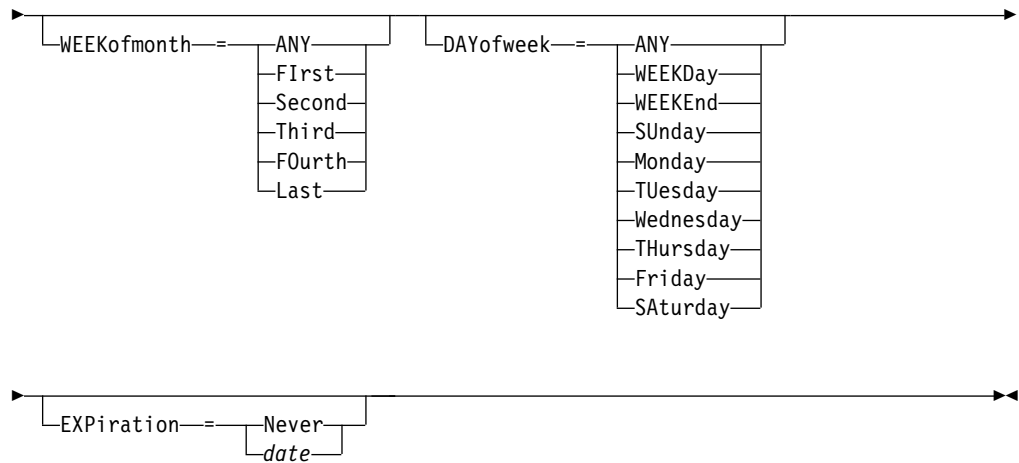 WEEKofmonth = ANY DAYofweek = ANY
FIrst WEEKDay
Second WEEKEnd
Third SUnday
FOurth Monday
Last TUesday
Wednesday
THursday
Friday
SAturday
EXPiration = Never
date